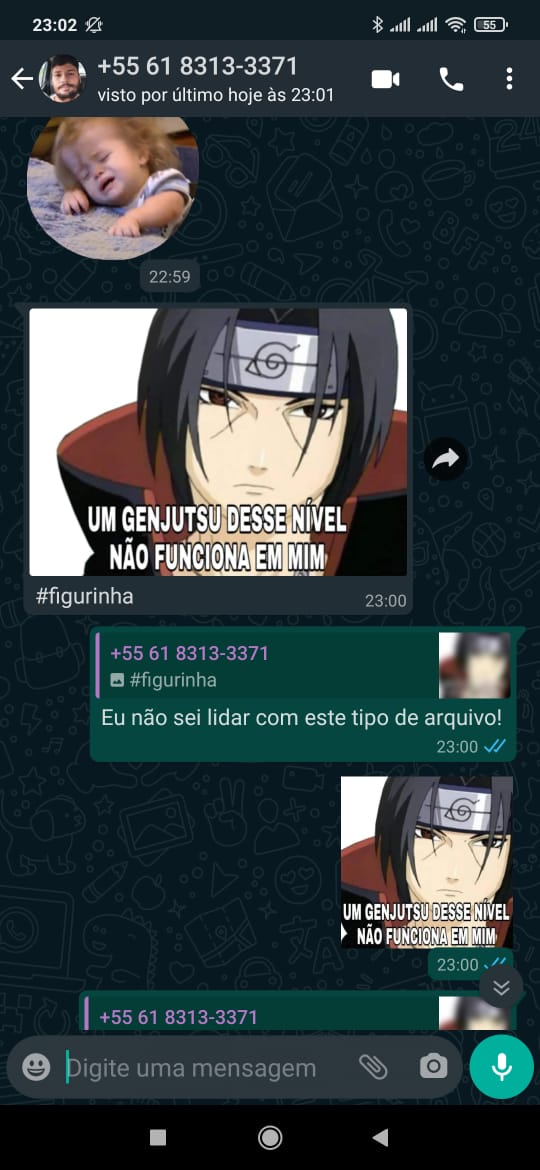 23:02
55
+55 61 8313-3371
visto por último hoje às 23:01
22:59
UM GENJUTSU DESSE NÍVEL
NÃO FUNCIONA EM MIM
#figurinha
23:00
+55 61 8313-3371
#figurinha
Eu não sei lidar com este tipo de arquivo!
23:00
UM GENJUTSU DESSE NÍVEL
NÃO FUNCIONA EM MIM
23:00
+55 61 8313-3371
Digite uma mensagem